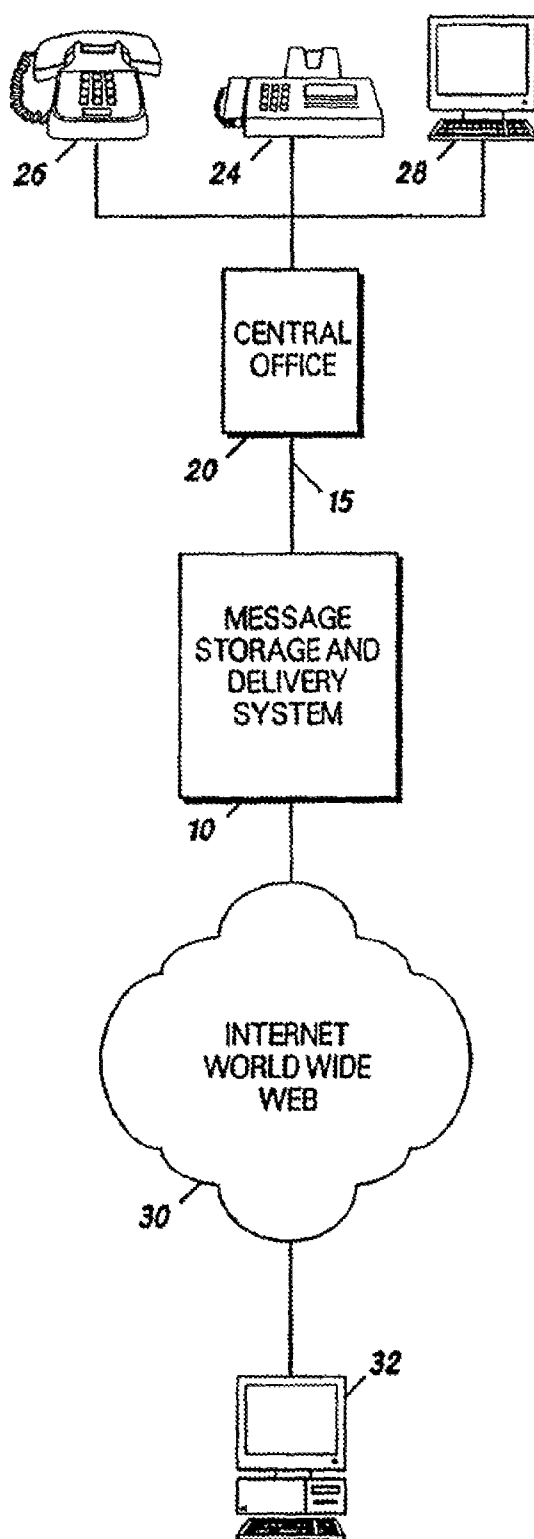 26
24
28
CENTRAL
OFFICE
20
15
MESSAGE
STORAGE AND
DELIVERY
SYSTEM
10
INTERNET
WORLD WIDE
WEB
30
32